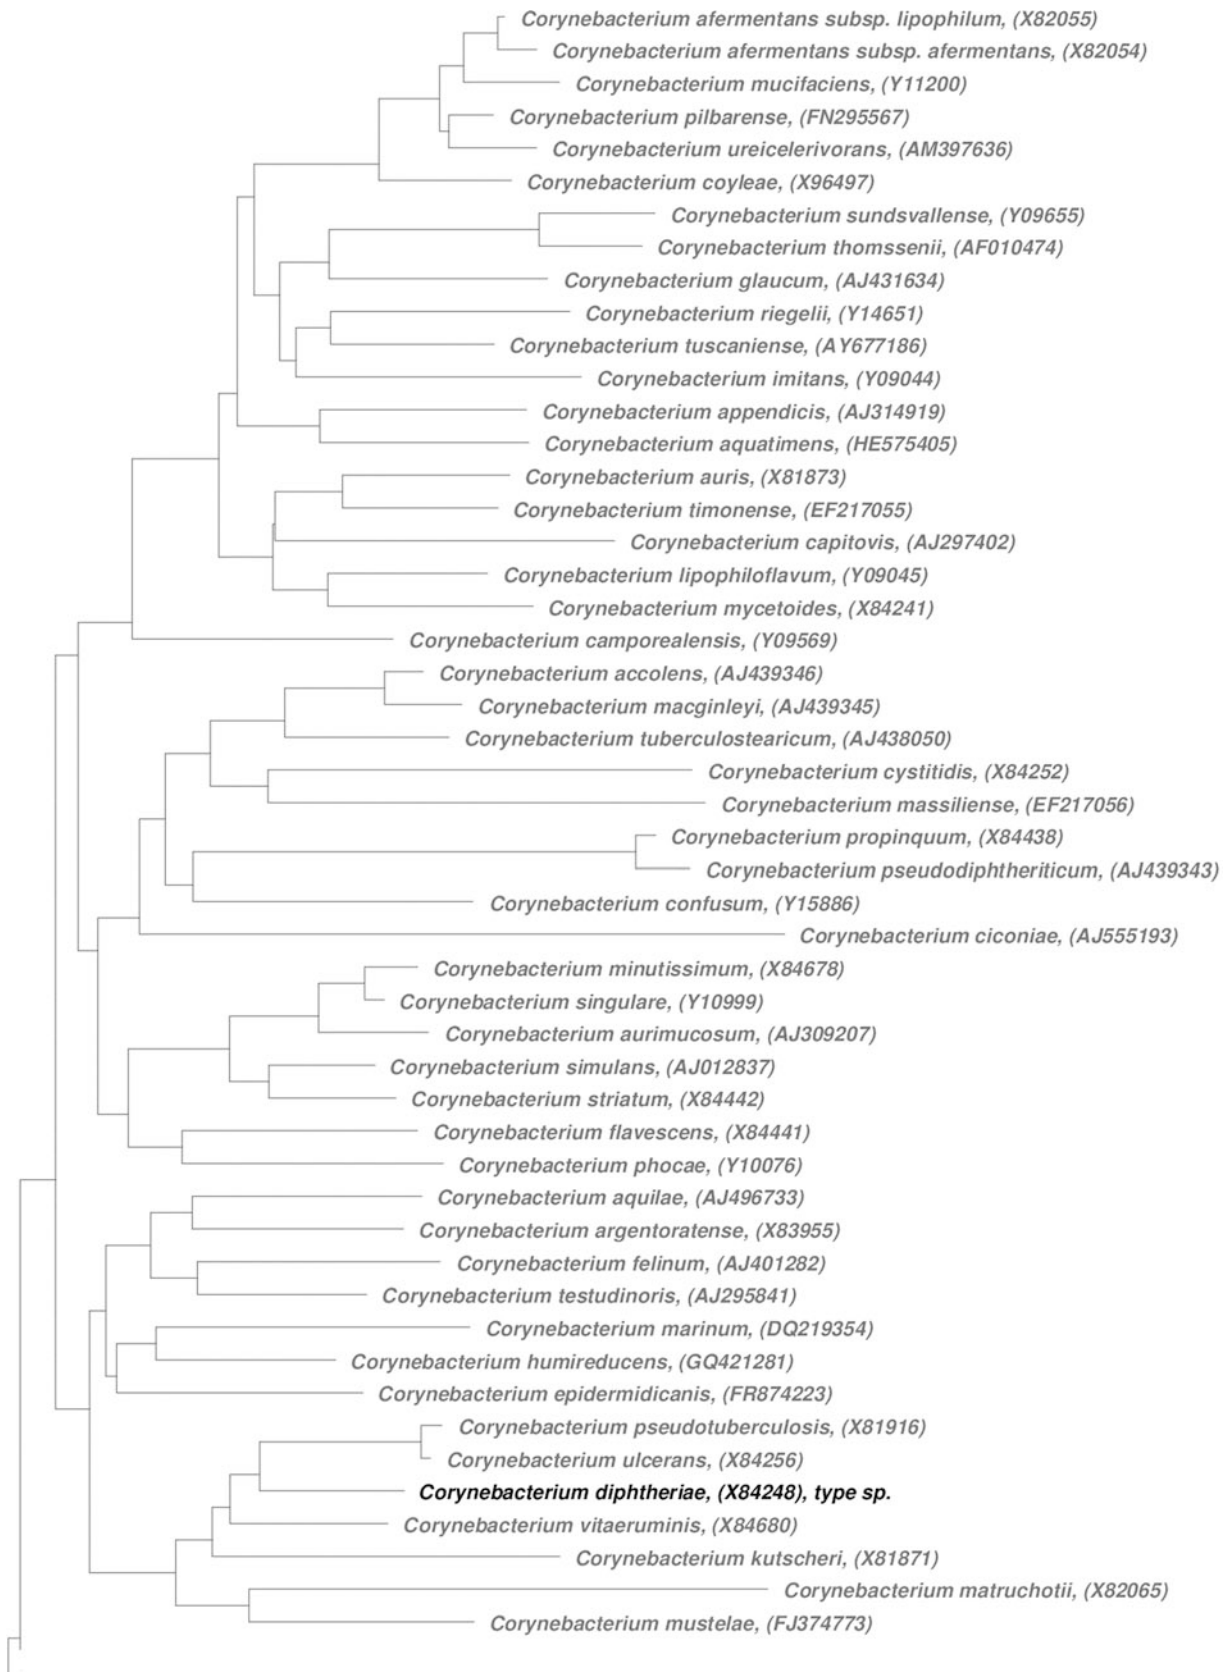 Corynebacterium afermentans subsp. lipophilum, (X82055)
Corynebacterium afermentans subsp. afermentans, (X82054)
Corynebacterium mucifaciens, (Y11200)
Corynebacterium pilbarense, (FN295567)
Corynebacterium ureicelerivorans, (AM397636)
Corynebacterium coyleae, (X96497)
Corynebacterium sundsvallense, (Y09655)
Corynebacterium thomssenii, (AF010474)
Corynebacterium glaucum, (AJ431634)
Corynebacterium riegelii, (Y14651)
Corynebacterium tuscaniense, (AY677186)
Corynebacterium imitans, (Y09044)
Corynebacterium appendicis, (AJ314919)
Corynebacterium aquatimens, (HE575405)
Corynebacterium auris, (X81873)
Corynebacterium timonense, (EF217055)
Corynebacterium capitovis, (AJ297402)
Corynebacterium lipophiloflavum, (Y09045)
Corynebacterium mycetoides, (X84241)
Corynebacterium camporealensis, (Y09569)
Corynebacterium accolens, (AJ439346)
Corynebacterium macginleyi, (AJ439345)
Corynebacterium tuberculostearicum, (AJ438050)
Corynebacterium cystitidis, (X84252)
Corynebacterium massiliense, (EF217056)
Corynebacterium propinquum, (X84438)
Corynebacterium pseudodiphtheriticum, (AJ439343)
Corynebacterium confusum, (Y15886)
Corynebacterium ciconiae, (AJ555193)
Corynebacterium minutissimum, (X84678)
Corynebacterium singulare, (Y10999)
Corynebacterium aurimucosum, (AJ309207)
Corynebacterium simulans, (AJ012837)
Corynebacterium striatum, (X84442)
Corynebacterium flavescens, (X84441)
Corynebacterium phocae, (Y10076)
Corynebacterium aquilae, (AJ496733)
Corynebacterium argentoratense, (X83955)
Corynebacterium felinum, (AJ401282)
Corynebacterium testudinoris, (AJ295841)
Corynebacterium marinum, (DQ219354)
Corynebacterium humireducens, (GQ421281)
Corynebacterium epidermidicanis, (FR874223)
Corynebacterium pseudotuberculosis, (X81916)
Corynebacterium ulcerans, (X84256)
Corynebacterium diphtheriae, (X84248), type sp.
Corynebacterium vitaeruminis, (X84680)
Corynebacterium kutscheri, (X81871)
Corynebacterium matruchotii, (X82065)
Corynebacterium mustelae, (FJ374773)